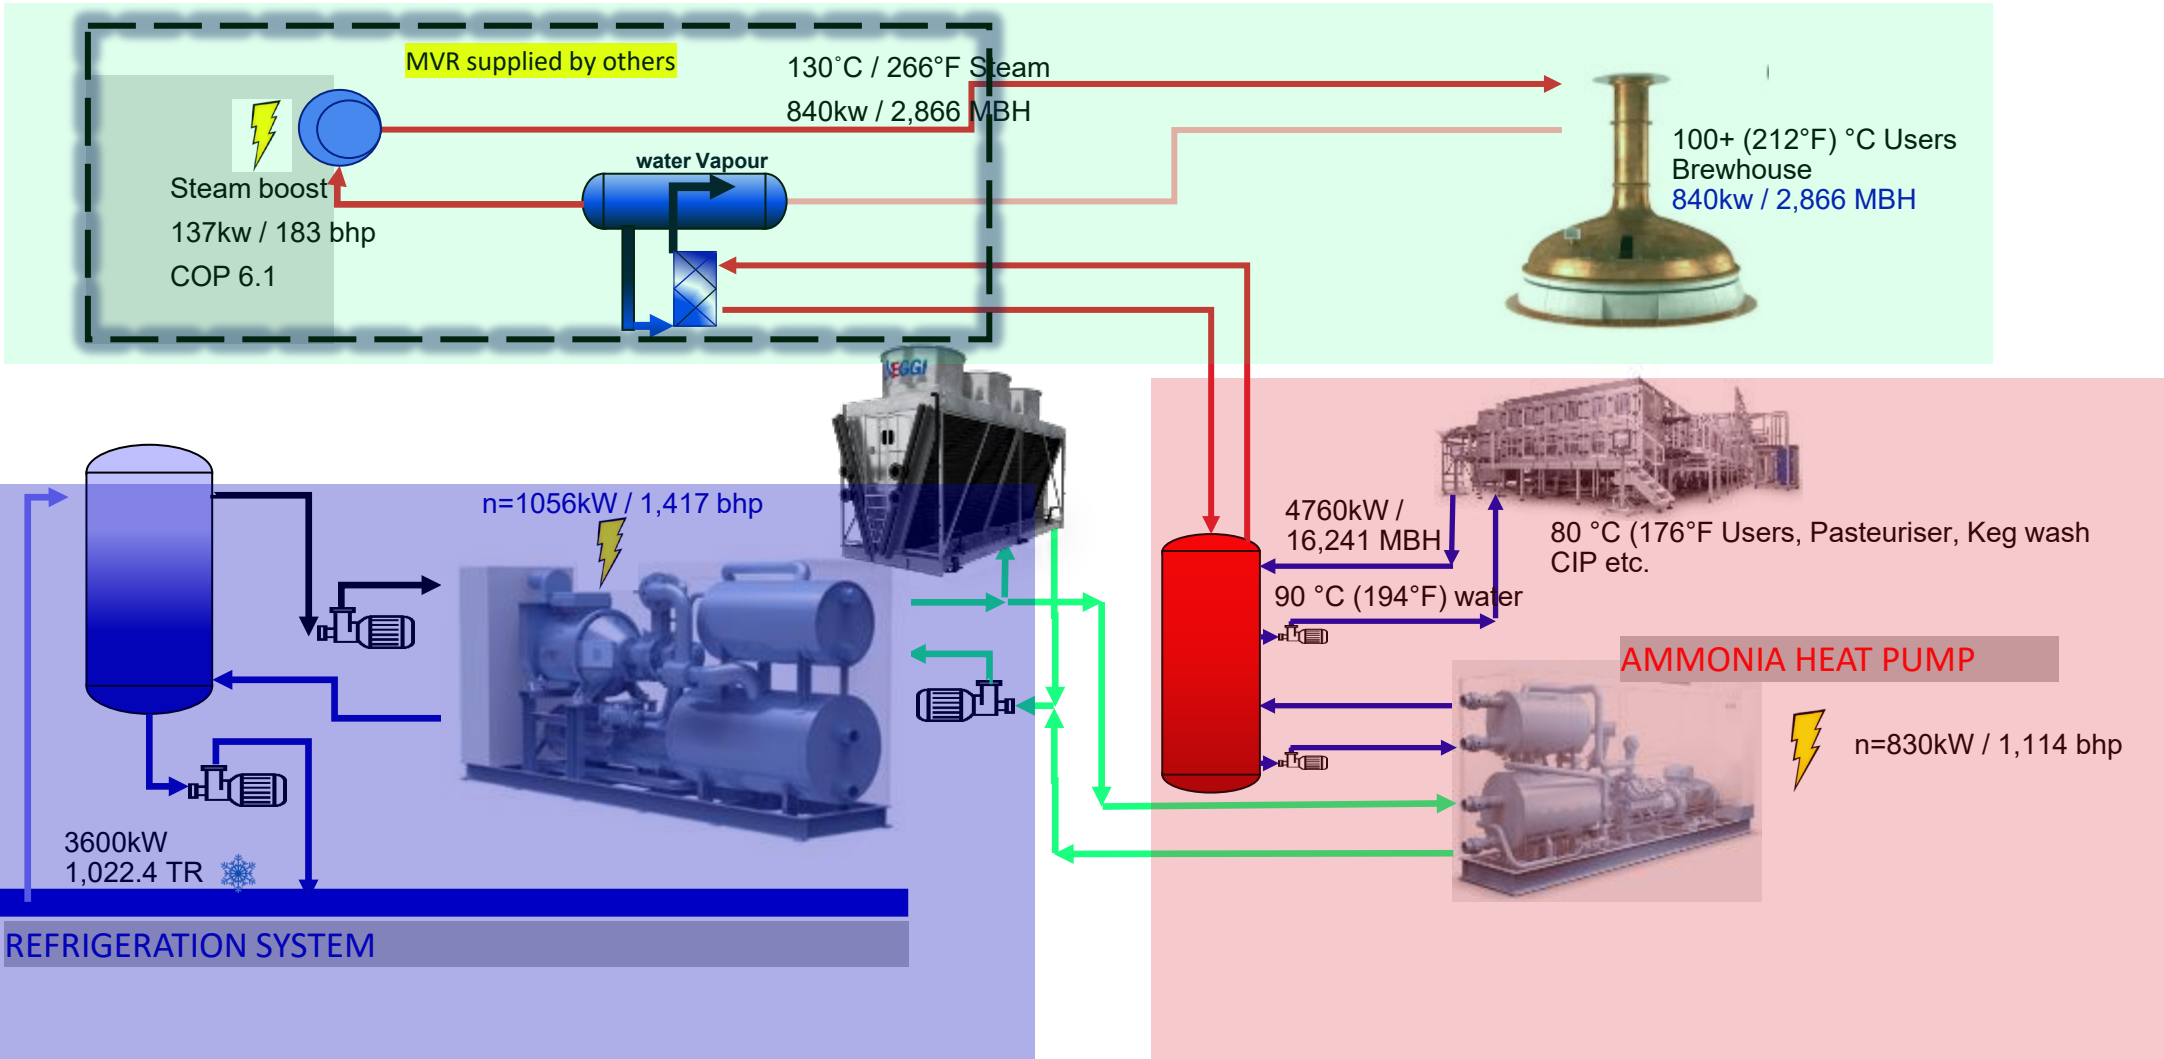 MVR supplied by others
130˚C / 266°F Steam
840kw / 2,866 MBH
water Vapour
Steam boost
137kw / 183 bhp
COP 6.1
100+ (212°F) °C Users
Brewhouse
840kw / 2,866 MBH
EGGI
n=1056kW / 1,417 bhp
4760kW /
16,241 MBH
80 °C (176°F Users, Pasteuriser, Keg wash
CIP etc.
90 °C (194°F) water
AMMONIA HEAT PUMP
n=830kW / 1,114 bhp
3600kW
1,022.4 TR
REFRIGERATION SYSTEM